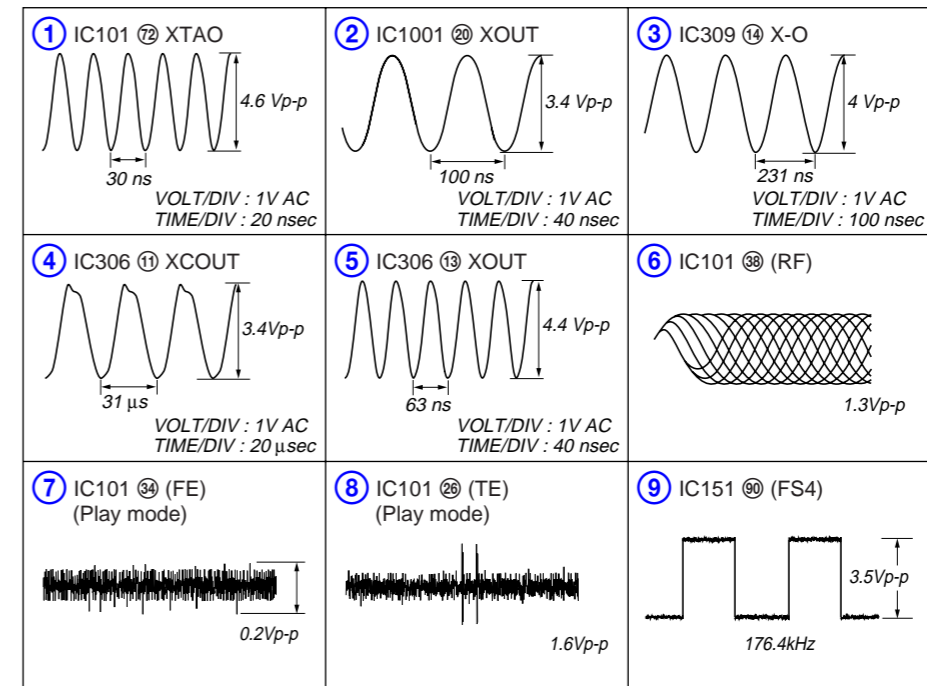 ① IC101 ㊷ XTAO
4.6 Vp-p
30 ns
VOLT/DIV : 1V AC
TIME/DIV : 20 nsec
② IC1001 ⑳ XOUT
3.4 Vp-p
100 ns
VOLT/DIV : 1V AC
TIME/DIV : 40 nsec
③ IC309 ⑭ X-O
4 Vp-p
231 ns
VOLT/DIV : 1V AC
TIME/DIV : 100 nsec
④ IC306 ⑪ XCOUT
3.4Vp-p
31 µs
VOLT/DIV : 1V AC
TIME/DIV : 20 µsec
⑤ IC306 ⑬ XOUT
4.4 Vp-p
63 ns
VOLT/DIV : 1V AC
TIME/DIV : 40 nsec
⑥ IC101 ㊳ (RF)
1.3Vp-p
⑦ IC101 ㉞ (FE)
(Play mode)
0.2Vp-p
⑧ IC101 ㉖ (TE)
(Play mode)
1.6Vp-p
⑨ IC151 90 (FS4)
3.5Vp-p
176.4kHz